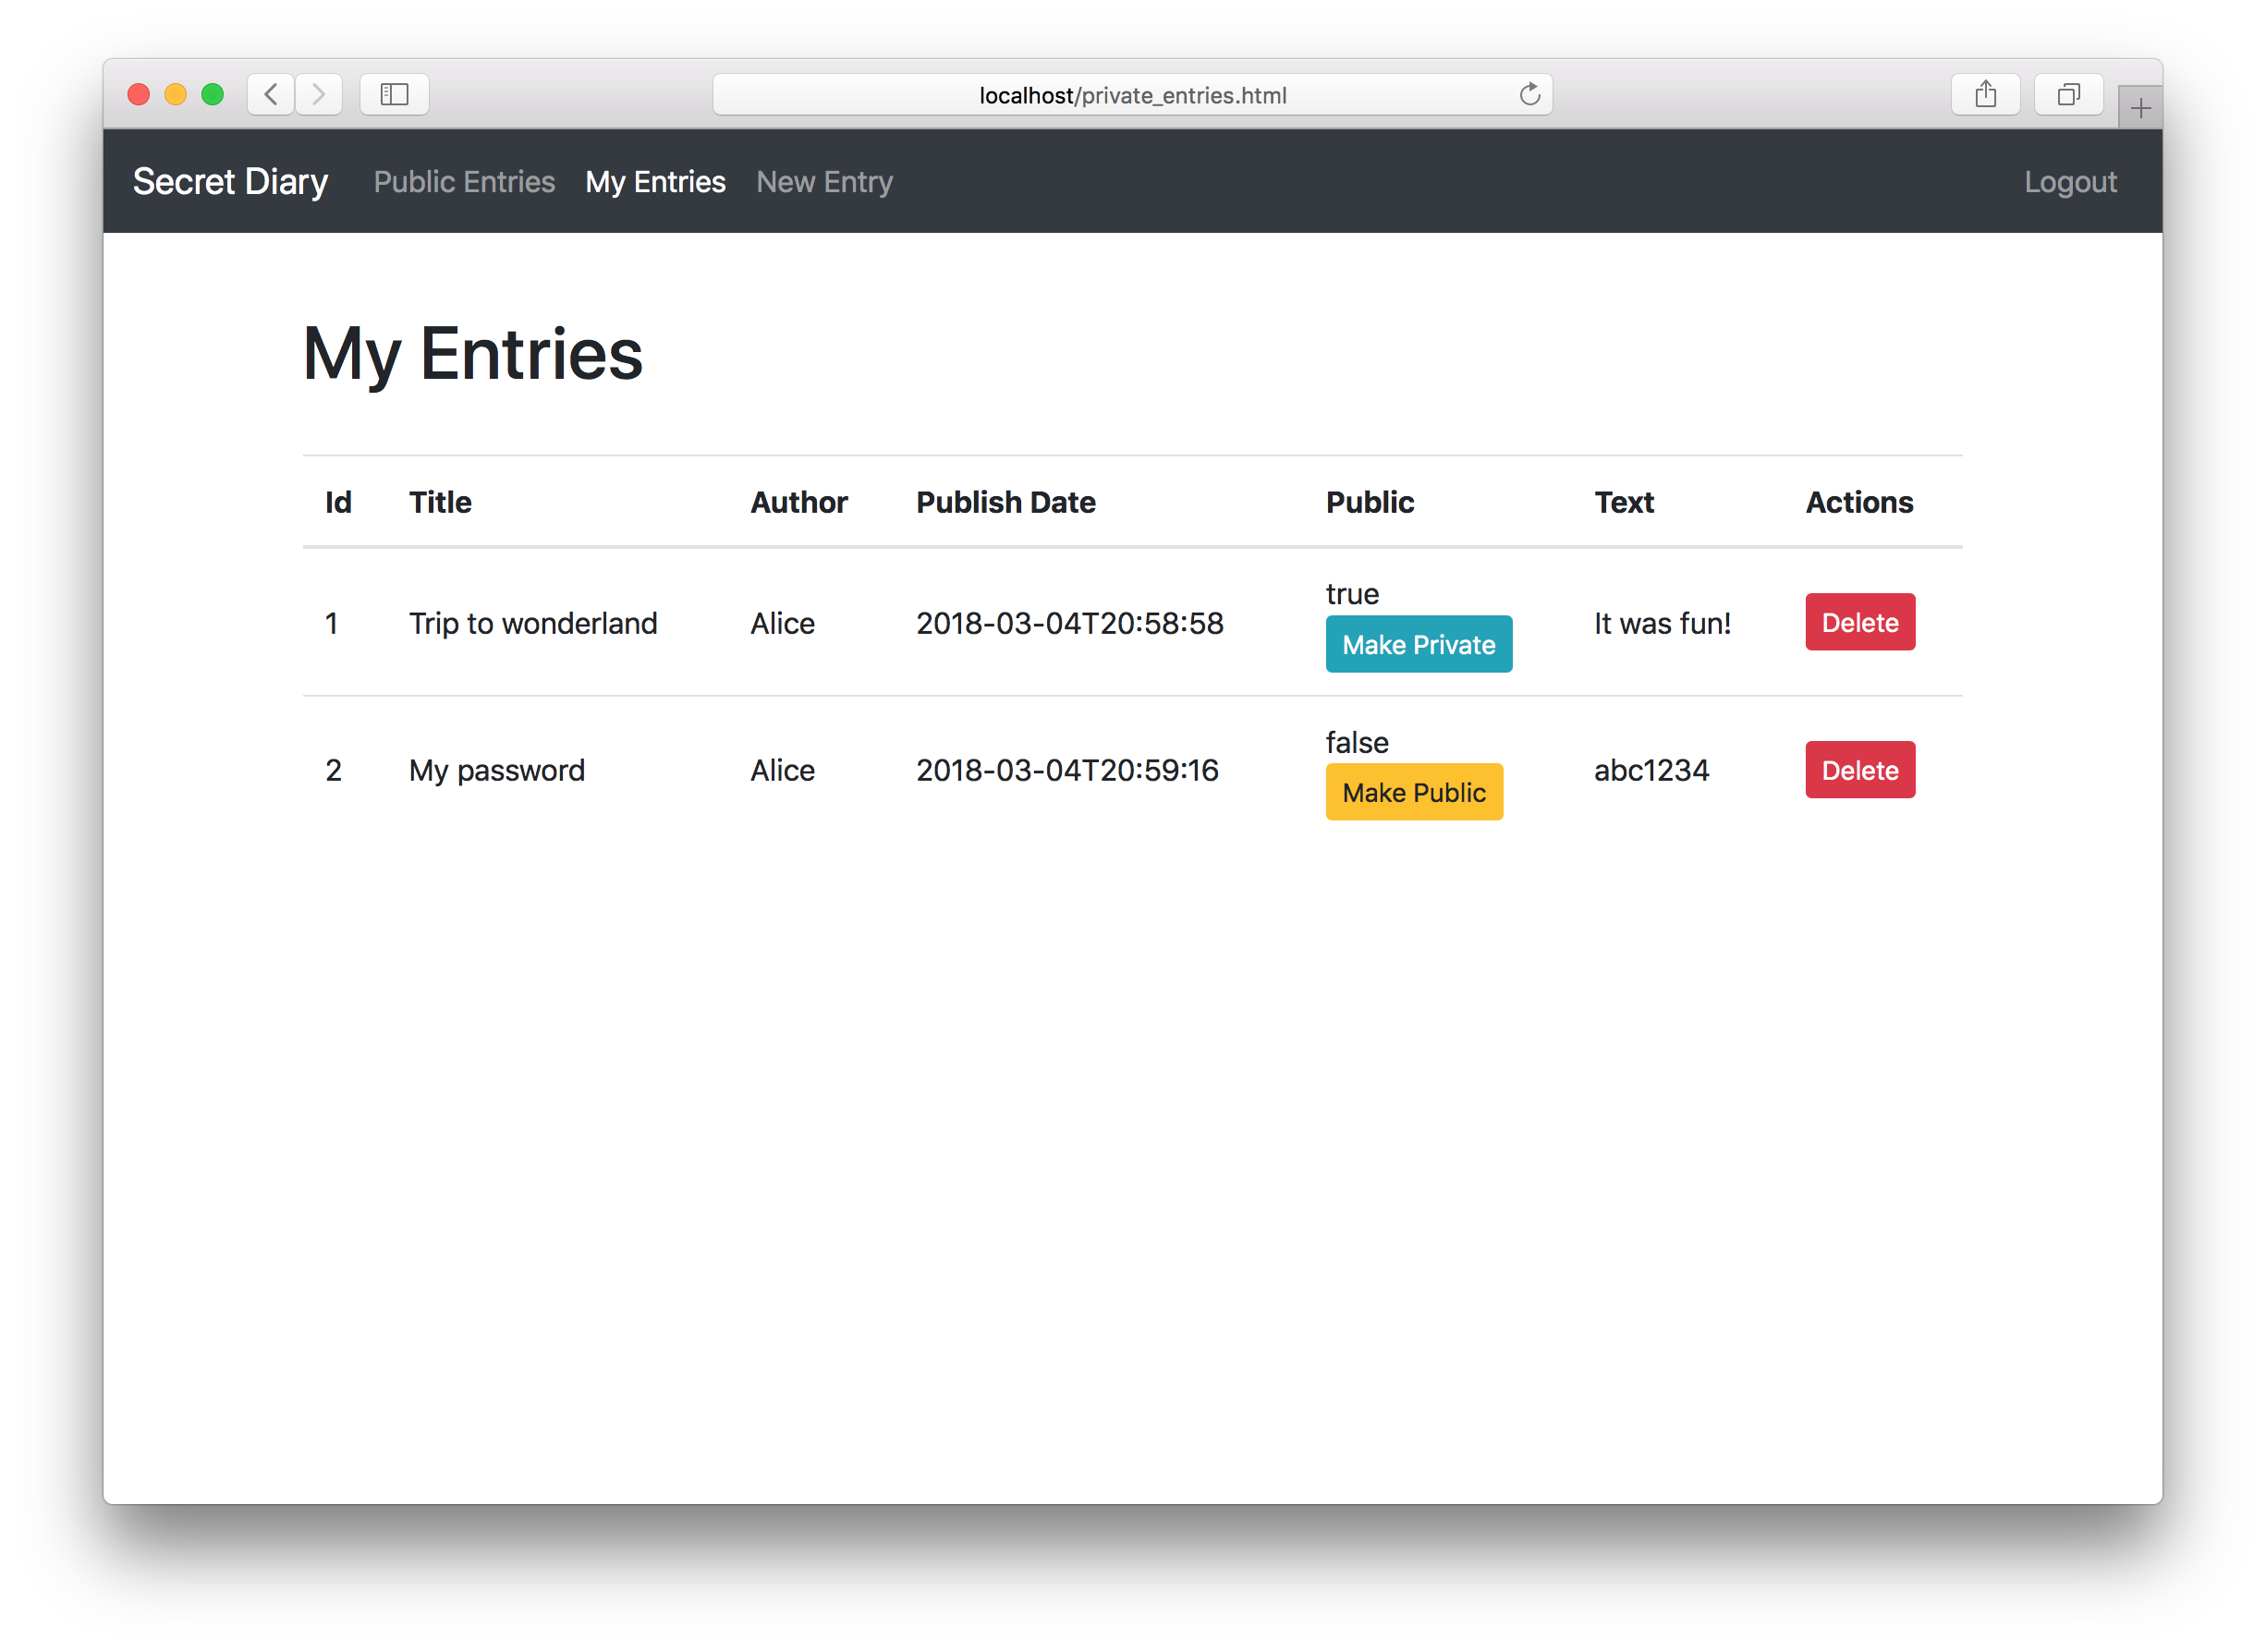 localhost/private_entries.html
Secret Diary Public Entries My Entries New Entry Logout
My Entries
Id Title Author Publish Date Public Text Actions
1 Trip to wonderland Alice 2018-03-04T20:58:58 true Make Private It was fun! Delete
2 My password Alice 2018-03-04T20:59:16 false Make Public abc1234 Delete